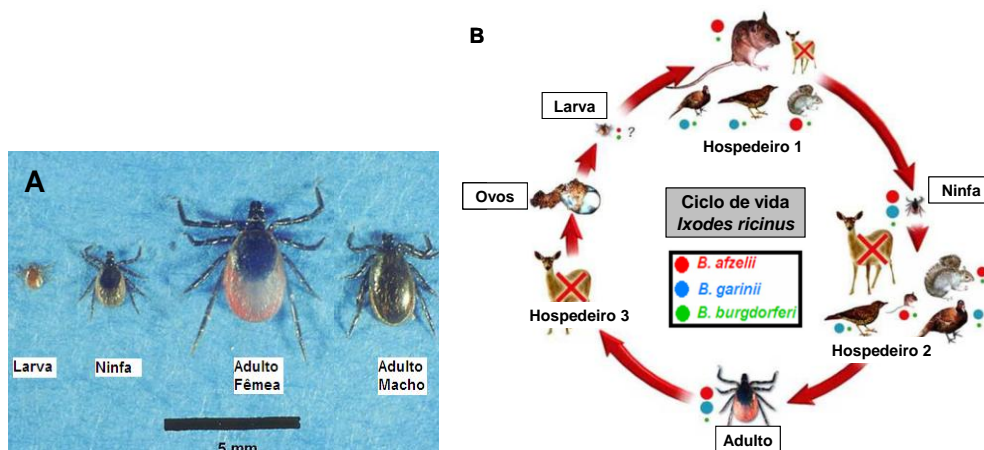 A
Larva
Ninfa
Adulto
Fêmea
Adulto
Macho
5 mm
B
Larva
?
Hospedeiro 1
Ovos
Ninfa
Ciclo de vida
Ixodes ricinus
B. afzelii
B. garinii
B. burgdorferi
Hospedeiro 3
Hospedeiro 2
Adulto